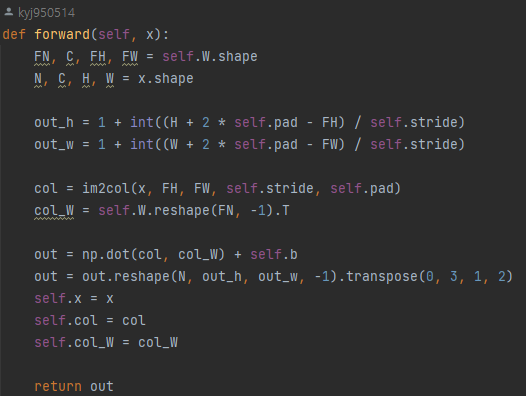 kyj950514
def forward(self, x):
    FN, C, FH, FW = self.W.shape
    N, C, H, W = x.shape

    out_h = 1 + int((H + 2 * self.pad - FH) / self.stride)
    out_w = 1 + int((W + 2 * self.pad - FW) / self.stride)

    col = im2col(x, FH, FW, self.stride, self.pad)
    col_W = self.W.reshape(FN, -1).T

    out = np.dot(col, col_W) + self.b
    out = out.reshape(N, out_h, out_w, -1).transpose(0, 3, 1, 2)
    self.x = x
    self.col = col
    self.col_W = col_W

    return out